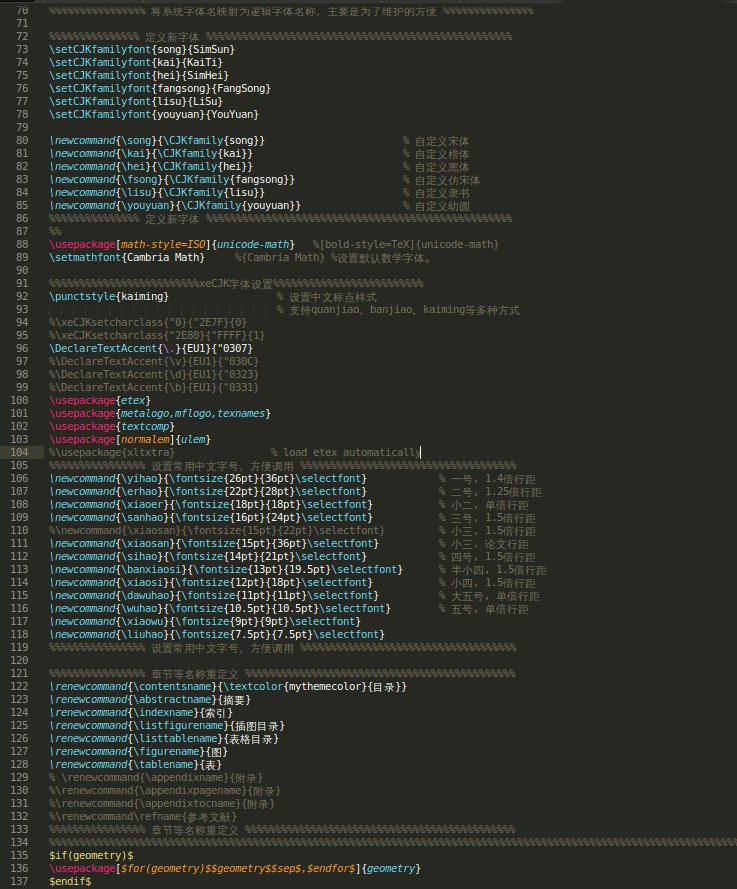 70 %%%%%%%%%%%%%%%% 将系统字体名映射为逻辑字体名称, 主要是为了维护的方便 %%%%%%%%%%%%%%%
71
72 %%%%%%%%%%%%%%% 定义新字体 %%%%%%%%%%%%%%%%%%%%%%%%%%%%%%%%%%%%%%%%%%%%%%%%%%%
73 \setCJKfamilyfont{song}{SimSun}
74 \setCJKfamilyfont{kai}{KaiTi}
75 \setCJKfamilyfont{hei}{SimHei}
76 \setCJKfamilyfont{fangsong}{FangSong}
77 \setCJKfamilyfont{lisu}{LiSu}
78 \setCJKfamilyfont{youyuan}{YouYuan}
79
80 \newcommand{\song}{\CJKfamily{song}} % 自定义宋体
81 \newcommand{\kai}{\CJKfamily{kai}} % 自定义楷体
82 \newcommand{\hei}{\CJKfamily{hei}} % 自定义黑体
83 \newcommand{\fsong}{\CJKfamily{fangsong}} % 自定义仿宋体
84 \newcommand{\lisu}{\CJKfamily{lisu}} % 自定义隶书
85 \newcommand{\youyuan}{\CJKfamily{youyuan}} % 自定义幼圆
86 %%%%%%%%%%%%%%% 定义新字体 %%%%%%%%%%%%%%%%%%%%%%%%%%%%%%%%%%%%%%%%%%%%%%%%%%%
87 %%
88 \usepackage[math-style=ISO]{unicode-math} %[bold-style=TeX]{unicode-math}
89 \setmathfont{Cambria Math} %{Cambria Math} %设置默认数学字体。
90
91 %%%%%%%%%%%%%%%%%%%%%%%%%xeCJK字体设置%%%%%%%%%%%%%%%%%%%%%%%%%
92 \punctstyle{kaiming} % 设置中文标点样式
93 % 支持quanjiao、banjiao、kaiming等多种方式
94 %\xeCJKsetcharclass{"0}{"2E7F}{0}
95 %\xeCJKsetcharclass{"2E80}{"FFFF}{1}
96 \DeclareTextAccent{\.}{EU1}{"0307}
97 %\DeclareTextAccent{\v}{EU1}{"030C}
98 %\DeclareTextAccent{\d}{EU1}{"0323}
99 %\DeclareTextAccent{\b}{EU1}{"0331}
100 \usepackage{etex}
101 \usepackage{metalogo,mflogo,texnames}
102 \usepackage{textcomp}
103 \usepackage[normalem]{ulem}
104 %\usepackage{xltxtra} % load etex automatically
105 %%%%%%%%%%%%%%%% 设置常用中文字号, 方便调用 %%%%%%%%%%%%%%%%%%%%%%%%%%%%%%%%%%%%
106 \newcommand{\yihao}{\fontsize{26pt}{36pt}\selectfont} % 一号, 1.4倍行距
107 \newcommand{\erhao}{\fontsize{22pt}{28pt}\selectfont} % 二号, 1.25倍行距
108 \newcommand{\xiaoer}{\fontsize{18pt}{18pt}\selectfont} % 小二, 单倍行距
109 \newcommand{\sanhao}{\fontsize{16pt}{24pt}\selectfont} % 三号, 1.5倍行距
110 %\newcommand{\xiaosan}{\fontsize{15pt}{22pt}\selectfont} % 小三, 1.5倍行距
111 \newcommand{\xiaosan}{\fontsize{15pt}{36pt}\selectfont} % 小三, 论文行距
112 \newcommand{\sihao}{\fontsize{14pt}{21pt}\selectfont} % 四号, 1.5倍行距
113 \newcommand{\banxiaosi}{\fontsize{13pt}{19.5pt}\selectfont} % 半小四, 1.5倍行距
114 \newcommand{\xiaosi}{\fontsize{12pt}{18pt}\selectfont} % 小四, 1.5倍行距
115 \newcommand{\dawuhao}{\fontsize{11pt}{11pt}\selectfont} % 大五号, 单倍行距
116 \newcommand{\wuhao}{\fontsize{10.5pt}{10.5pt}\selectfont} % 五号, 单倍行距
117 \newcommand{\xiaowu}{\fontsize{9pt}{9pt}\selectfont}
118 \newcommand{\liuhao}{\fontsize{7.5pt}{7.5pt}\selectfont}
119 %%%%%%%%%%%%%%%% 设置常用中文字号, 方便调用 %%%%%%%%%%%%%%%%%%%%%%%%%%%%%%%%%%%%
120
121 %%%%%%%%%%%%%%%% 章节等名称重定义 %%%%%%%%%%%%%%%%%%%%%%%%%%%%%%%%%%%%%%%%%%%%%
122 \renewcommand{\contentsname}{\textcolor{mythemecolor}{目录}}
123 \renewcommand{\abstractname}{摘要}
124 \renewcommand{\indexname}{索引}
125 \renewcommand{\listfigurename}{插图目录}
126 \renewcommand{\listtablename}{表格目录}
127 \renewcommand{\figurename}{图}
128 \renewcommand{\tablename}{表}
129 % \renewcommand{\appendixname}{附录}
130 %\renewcommand{\appendixpagename}{附录}
131 %\renewcommand{\appendixtocname}{附录}
132 %\renewcommand\refname{参考文献}
133 %%%%%%%%%%%%%%%% 章节等名称重定义 %%%%%%%%%%%%%%%%%%%%%%%%%%%%%%%%%%%%%%%%%%%%%
134 %%%%%%%%%%%%%%%%%%%%%%%%%%%%%%%%%%%%%%%%%%%%%%%%%%%%%%%%%%%%%%%%%%%%%%%%%%%%%%%%%%%%%%%%%%%%%%%%%%%%%%%%%%%%%%%%%%%%
135 $if(geometry)$
136 \usepackage[$for(geometry)$$geometry$$sep$,$endfor$]{geometry}
137 $endif$